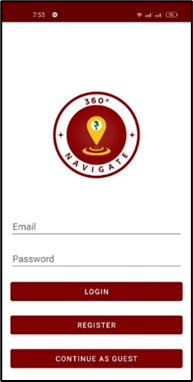 7:53
360°
NAVIGATE
Email
Password
LOGIN
REGISTER
CONTINUE AS GUEST